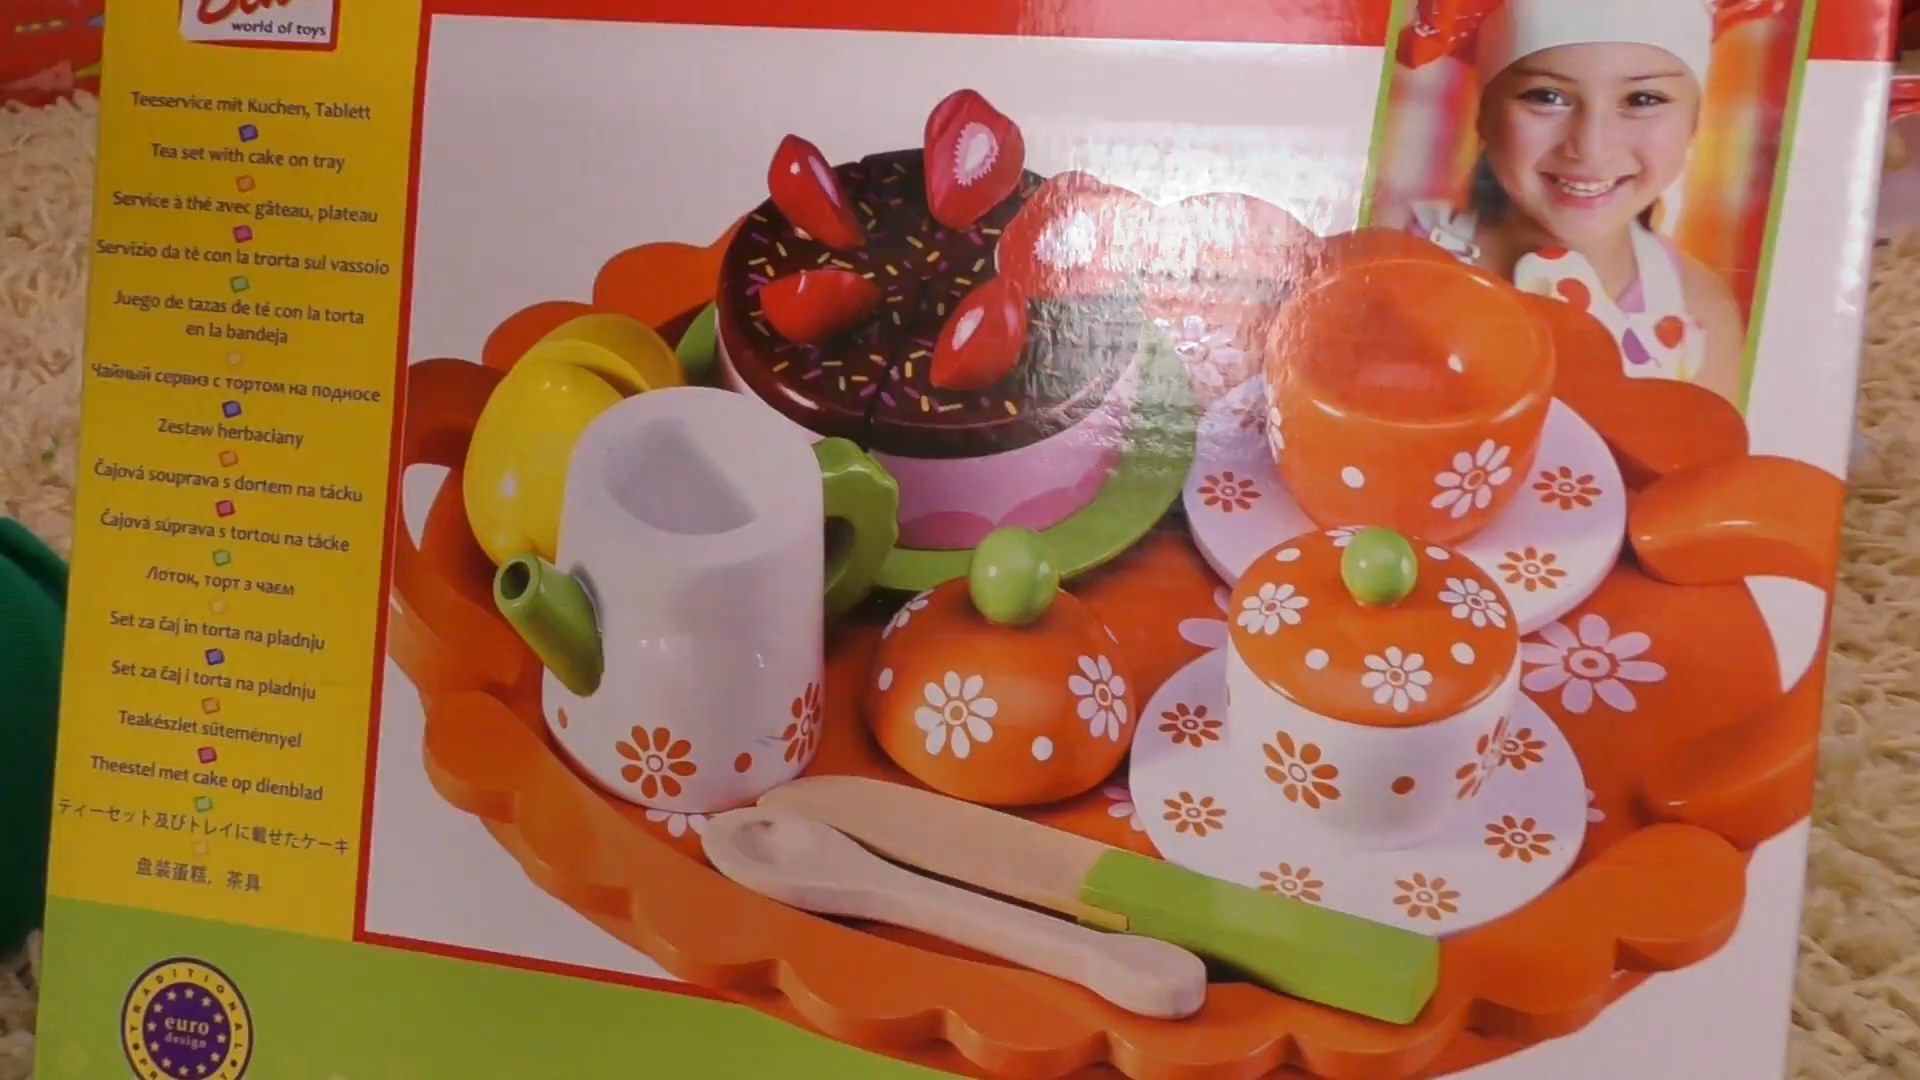 world of toys
Teeservice mit Kuchen, Tablett
Tea set with cake on tray
Service à thé avec gâteau, plateau
Servizio da tè con la trorta sul vassoio
Juego de tazas de té con la torta
en la bandeja
Чайный сервиз с тортом на подносе
Zestaw herbaciany
Čajová souprava s dortem na tácku
Čajová súprava s tortou na tácke
Лоток, торт з чаєм
Set za čaj in torta na pladnju
Set za čaj i torta na pladnju
Teakészlet süteménnyel
Theestel met cake op dienblad
ティーセット及びトレイに載せたケーキ
盘装蛋糕，茶具
TRADITIONAL
euro
design